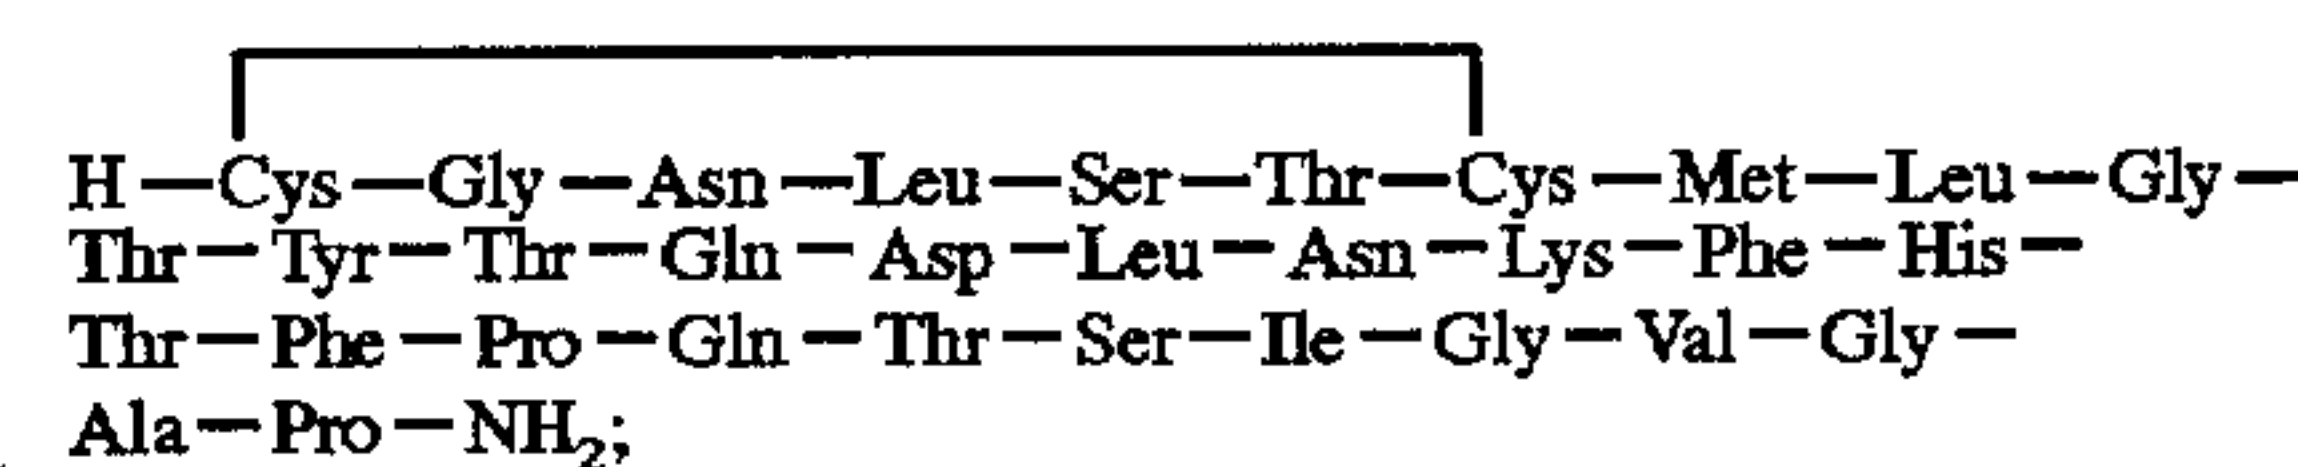 H—Cys—Gly—Asn—Leu—Ser—Thr—Cys—Met—Leu—Gly—
Thr—Tyr—Thr—Gln—Asp—Leu—Asn—Lys—Phe—His—
Thr—Phe—Pro—Gln—Thr—Ser—Ile—Gly—Val—Gly—
Ala—Pro—NH₂;